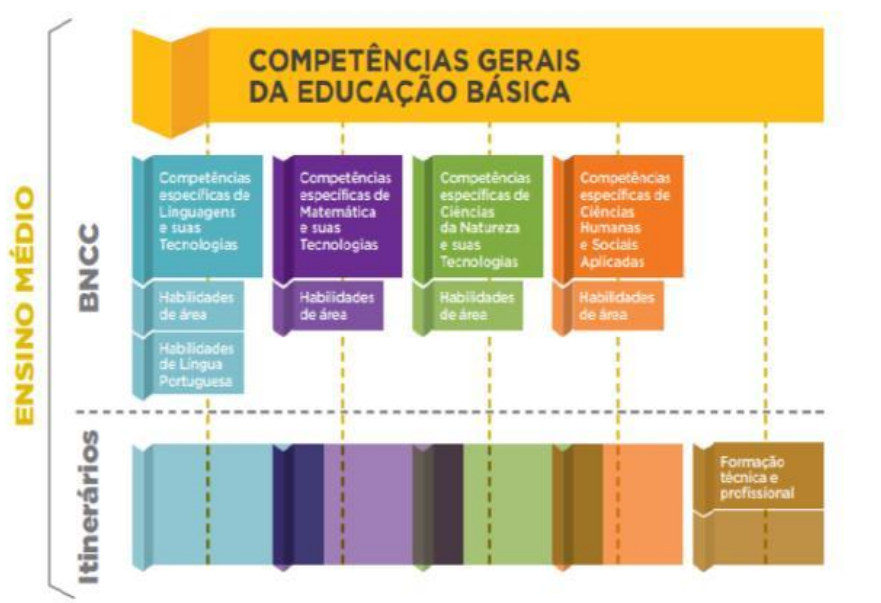 COMPETÊNCIAS GERAIS
DA EDUCAÇÃO BÁSICA
ENSINO MÉDIO
BNCC
Competências
específicas de
Linguagens
e suas
Tecnologias
Habilidades
de área
Habilidades
de Língua
Portuguesa
Competências
específicas de
Matemática
e suas
Tecnologias
Habilidades
de área
Competências
específicas de
Ciências
da Natureza
e suas
Tecnologias
Habilidades
de área
Competências
específicas de
Ciências
Humanas
e Sociais
Aplicadas
Habilidades
de área
Itinerários
Formação
técnica e
profissional